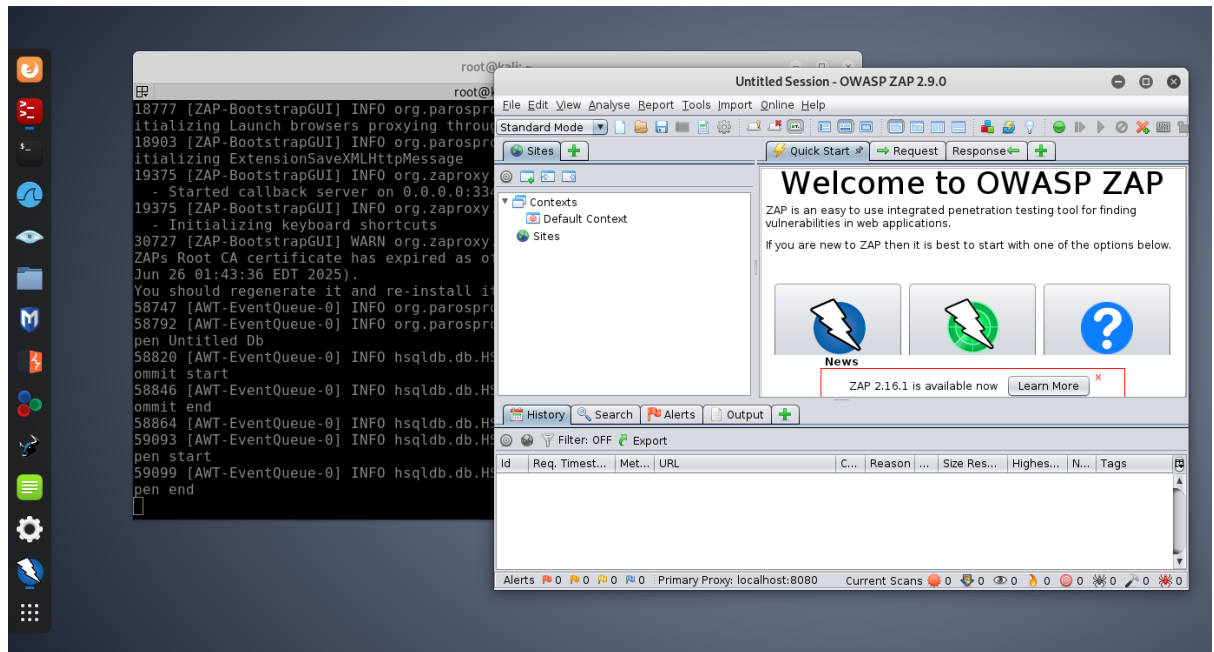 root@kali: ~
root@k
18777 [ZAP-BootstrapGUI] INFO org.parospro
itializing Launch browsers proxying throug
18903 [ZAP-BootstrapGUI] INFO org.parospro
itializing ExtensionSaveXMLHttpMessage
19375 [ZAP-BootstrapGUI] INFO org.zaproxy.
- Started callback server on 0.0.0.0:334
19375 [ZAP-BootstrapGUI] INFO org.zaproxy.
- Initializing keyboard shortcuts
30727 [ZAP-BootstrapGUI] WARN org.zaproxy.
ZAPs Root CA certificate has expired as of
Jun 26 01:43:36 EDT 2025).
You should regenerate it and re-install it
58747 [AWT-EventQueue-0] INFO org.parospro
58792 [AWT-EventQueue-0] INFO org.parospro
pen Untitled Db
58820 [AWT-EventQueue-0] INFO hsqldb.db.HS
ommit start
58846 [AWT-EventQueue-0] INFO hsqldb.db.HS
ommit end
58864 [AWT-EventQueue-0] INFO hsqldb.db.HS
59093 [AWT-EventQueue-0] INFO hsqldb.db.HS
pen start
59099 [AWT-EventQueue-0] INFO hsqldb.db.HS
pen end
Untitled Session - OWASP ZAP 2.9.0
File Edit View Analyse Report Tools Import Online Help
Standard Mode
Sites
Quick Start Request Response
Contexts
Default Context
Sites
Welcome to OWASP ZAP
ZAP is an easy to use integrated penetration testing tool for finding
vulnerabilities in web applications.
If you are new to ZAP then it is best to start with one of the options below.
News
ZAP 2.16.1 is available now Learn More x
History Search Alerts Output
Filter: OFF Export
Id Req. Timest... Met... URL C... Reason ... Size Res... Highes... N... Tags
Alerts 0 0 0 0 Primary Proxy: localhost:8080 Current Scans 0 0 0 0 0 0 0 0